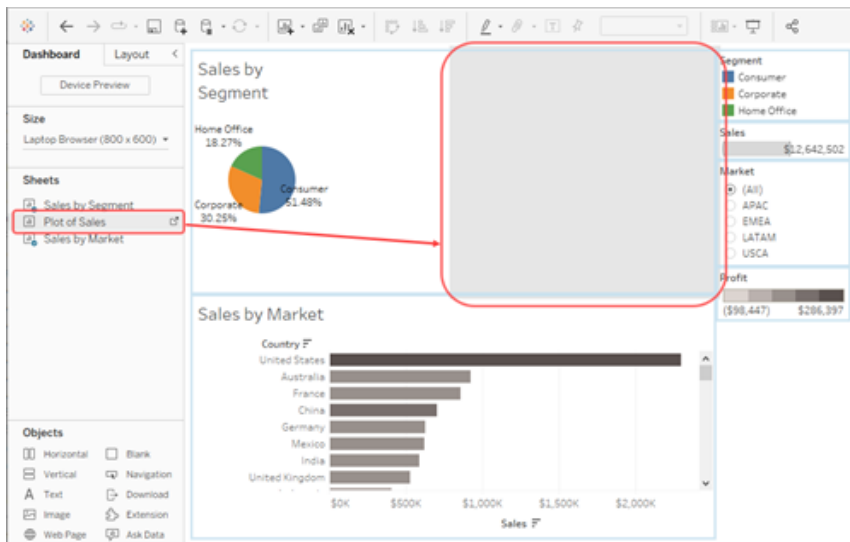 Dashboard Layout
Device Preview
Size
Laptop Browser (800 x 600)
Sheets
Sales by Segment
Plot of Sales
Sales by Market
Objects
Horizontal Blank
Vertical Navigation
A Text Download
Image Extension
Web Page Ask Data
Sales by
Segment
Home Office
18.27%
Consumer
51.48%
Corporate
30.25%
Segment
Consumer
Corporate
Home Office
Sales
$12,642,502
Market
(All)
APAC
EMEA
LATAM
USCA
Profit
($98,447) $286,397
Sales by Market
Country
United States
Australia
France
China
Germany
Mexico
India
United Kingdom
$0K $500K $1,000K $1,500K $2,000K
Sales